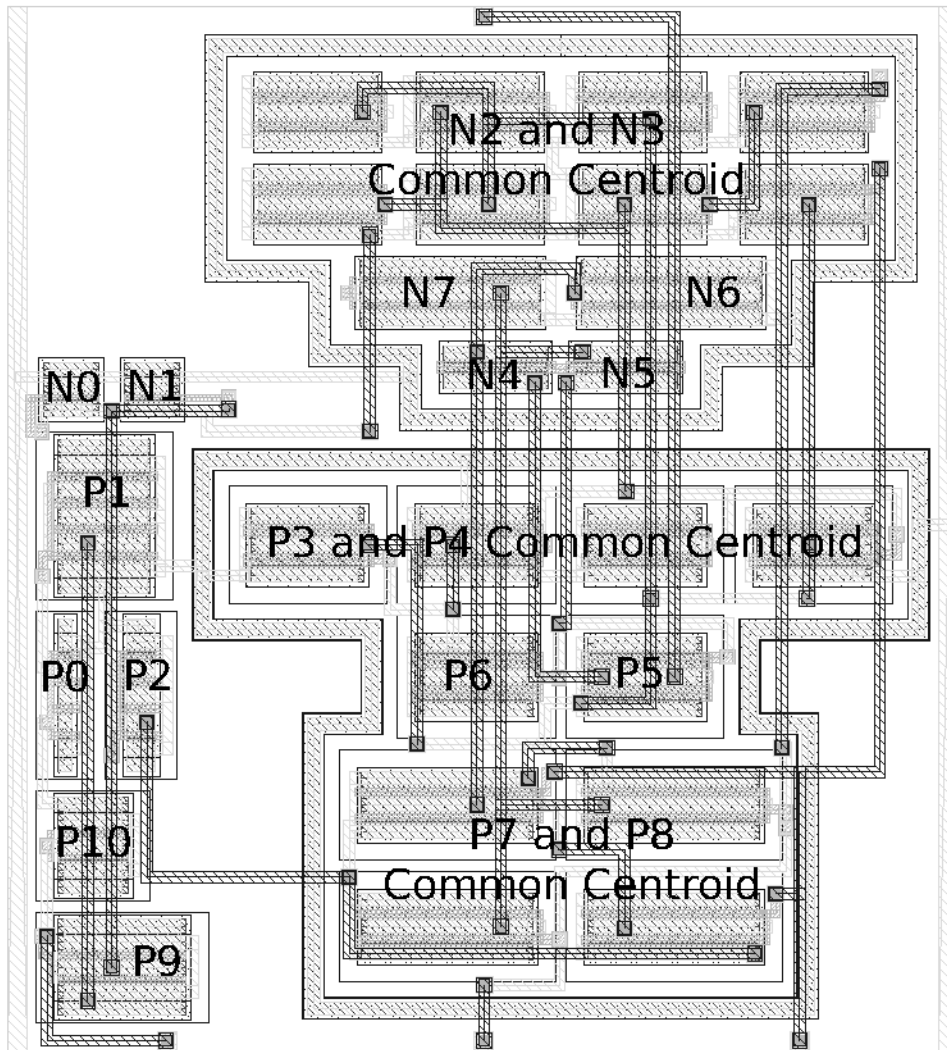 N2 and N3
Common Centroid
N7
N6
N4
N5
N0
N1
P1
P3 and P4 Common Centroid
P0
P2
P6
P5
P10
P7 and P8
Common Centroid
P9